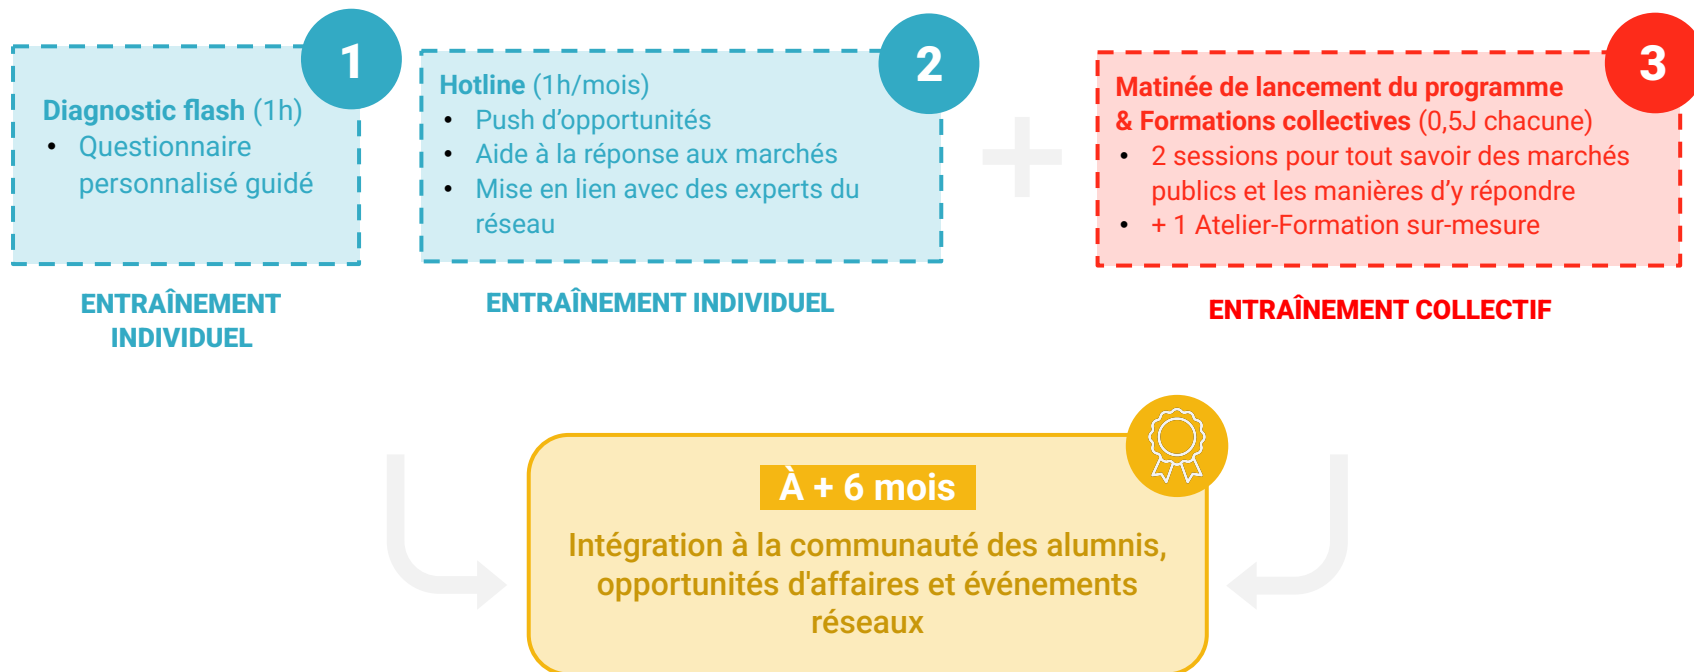 1
Diagnostic flash (1h)
• Questionnaire
personnalisé guidé
ENTRAÎNEMENT
INDIVIDUEL
2
Hotline (1h/mois)
• Push d'opportunités
• Aide à la réponse aux marchés
• Mise en lien avec des experts du
réseau
ENTRAÎNEMENT INDIVIDUEL
+
3
Matinée de lancement du programme
& Formations collectives (0,5J chacune)
• 2 sessions pour tout savoir des marchés
publics et les manières d’y répondre
• + 1 Atelier-Formation sur-mesure
ENTRAÎNEMENT COLLECTIF
À + 6 mois
Intégration à la communauté des alumnis,
opportunités d'affaires et événements
réseaux